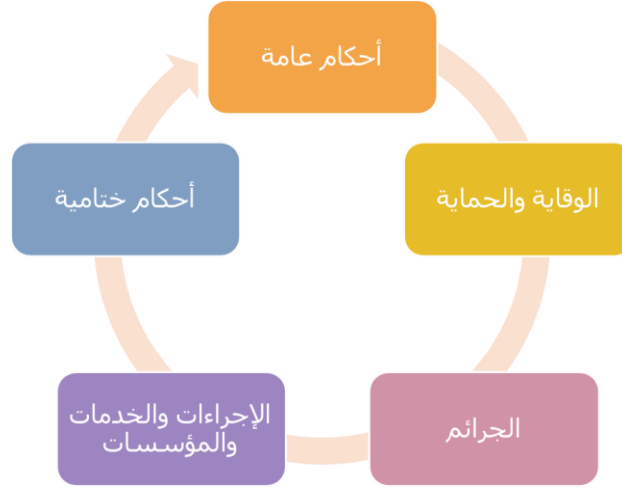 أحكام عامة
الوقاية والحماية
الجرائم
الإجراءات والخدمات
والمؤسسات
أحكام ختامية